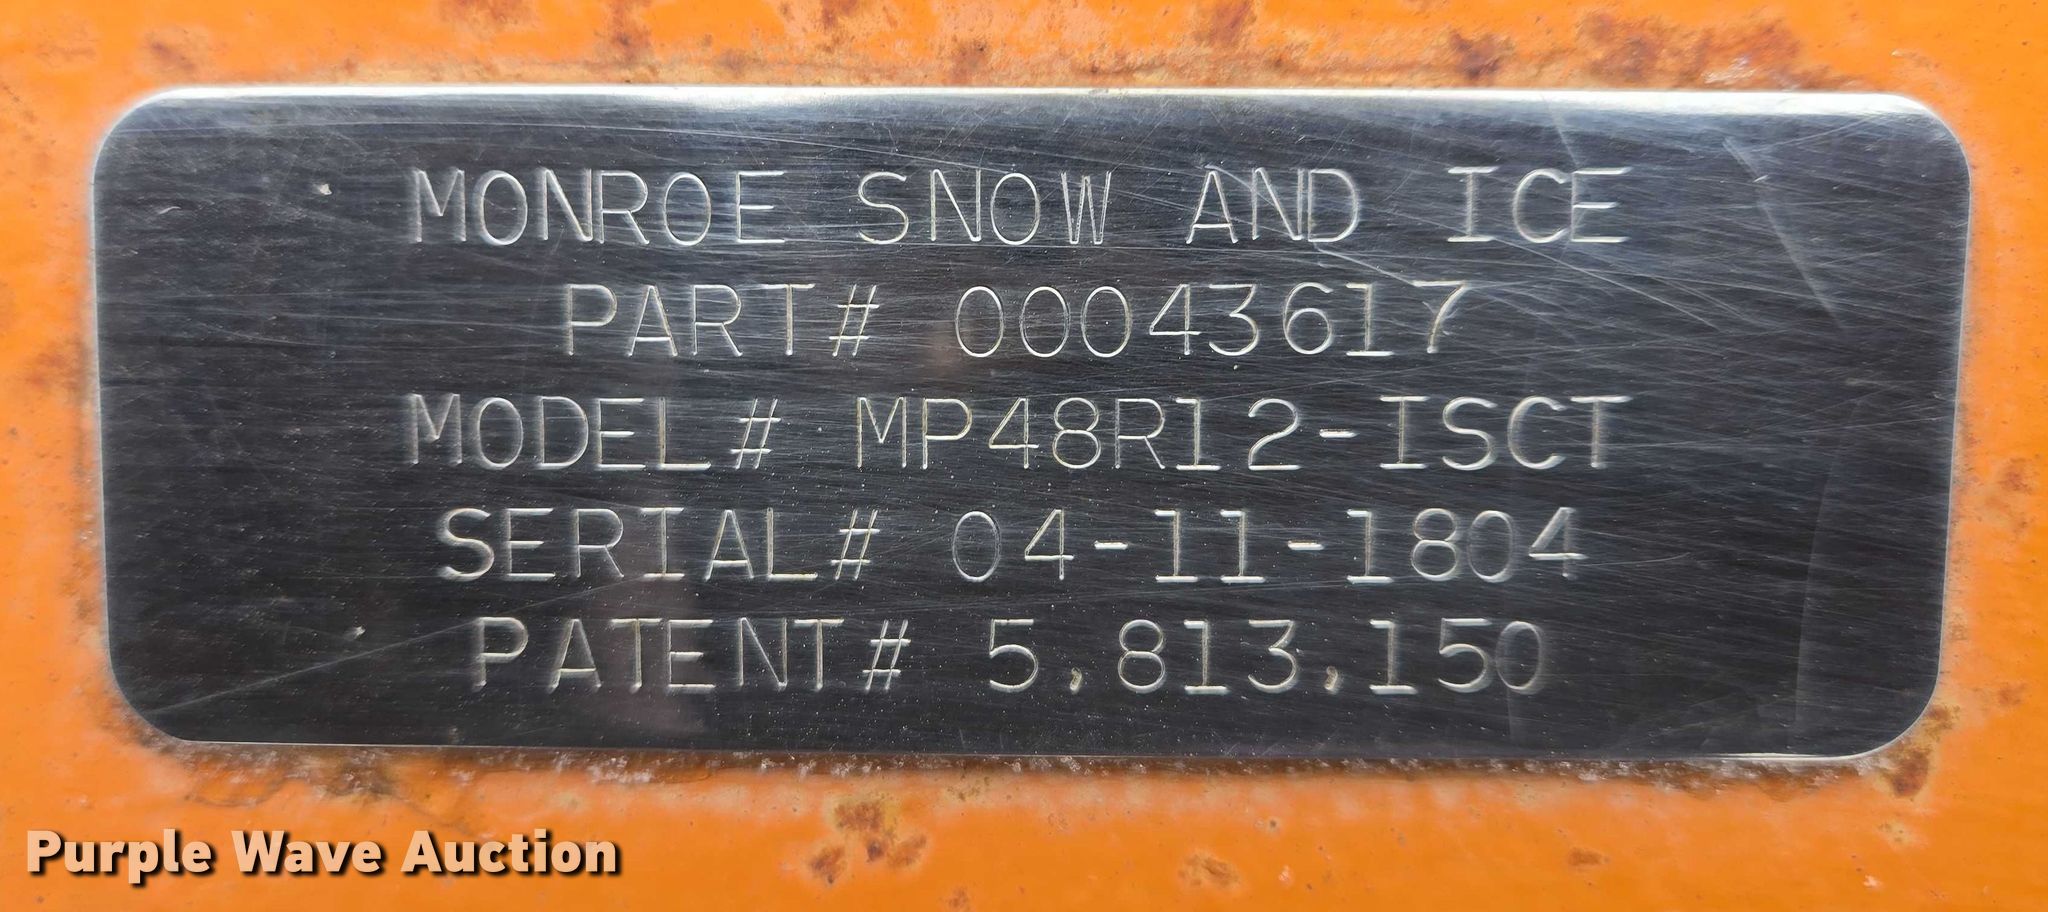 MONROE SNOW AND ICE
PART# 00043617
MODEL# MP48R12-ISCT
SERIAL# 04-11-1804
PATENT# 5,813,150
Purple Wave Auction